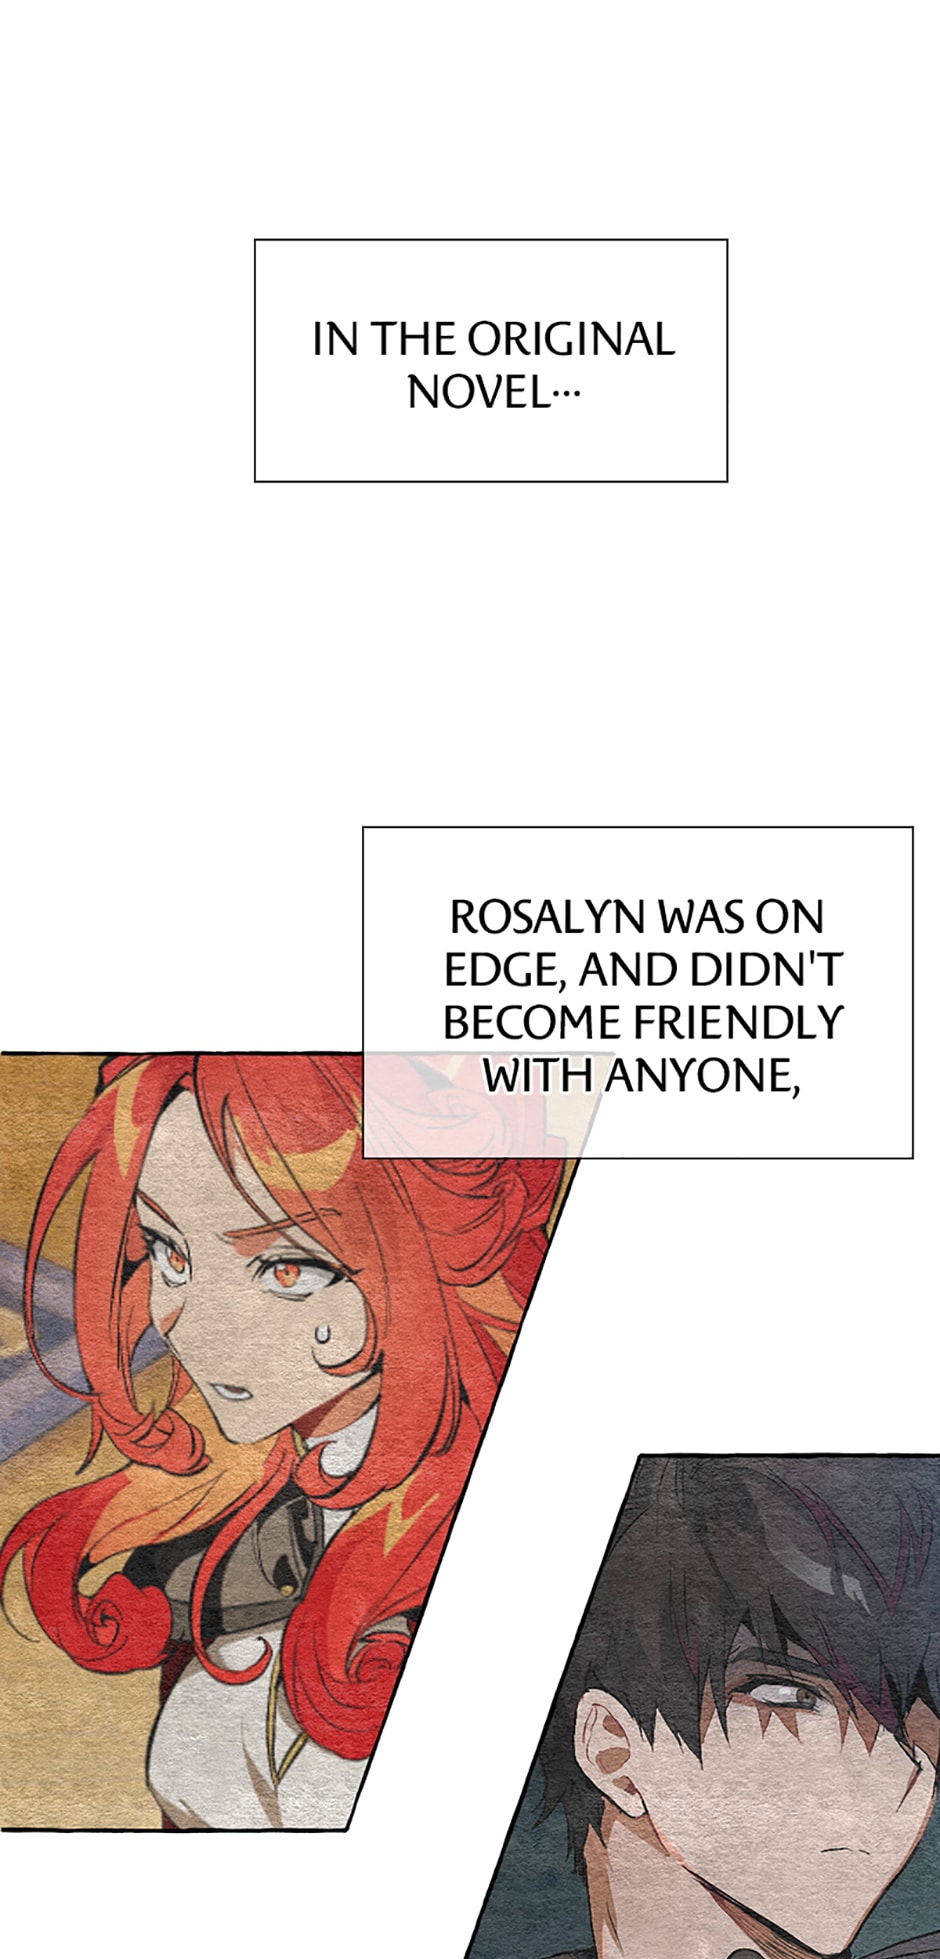 IN THE ORIGINAL
NOVEL...
ROSALYN WAS ON
EDGE, AND DIDN'T
BECOME FRIENDLY
WITH ANYONE,